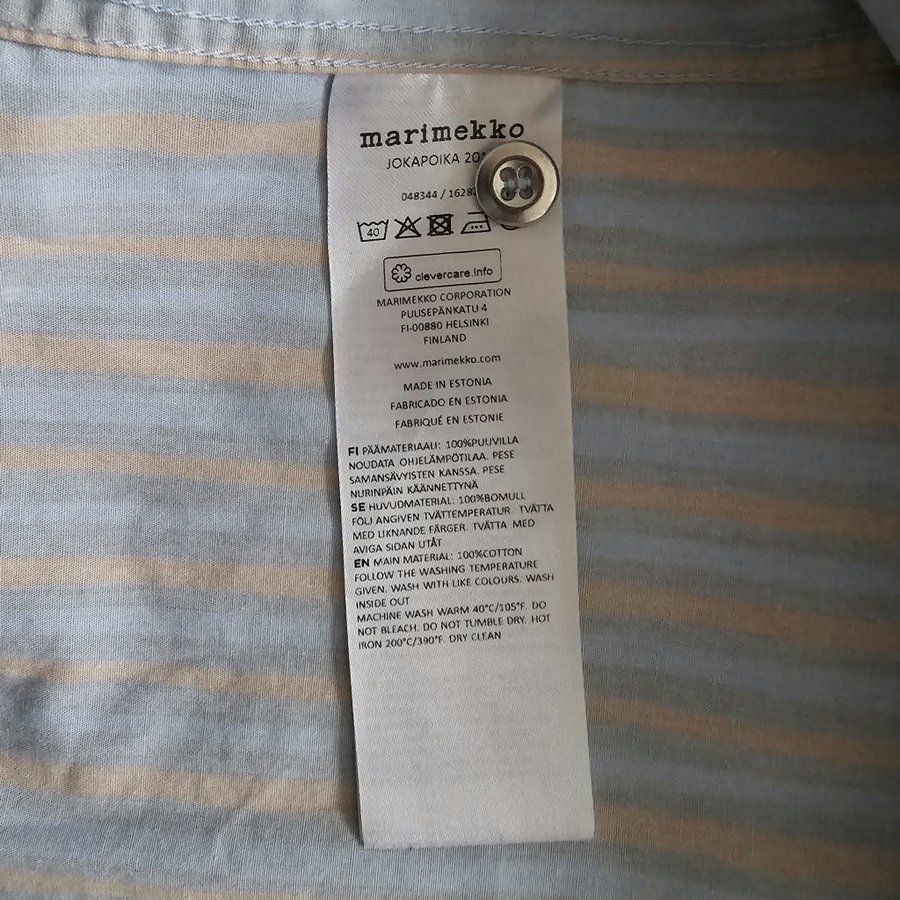 marimekko
JOKAPOIKA
048344 /
40
clevercare.info
MARIMEKKO CORPORATION
PUUSEPÄNKATU 4
FI-00880 HELSINKI
FINLAND
www.marimekko.com
MADE IN ESTONIA
FABRICADO EN ESTONIA
FABRIQUÉ EN ESTONIE
FI PÄÄMATERIAALI: 100%PUUVILLA
NOUDATA OHJELÄMPÖTILAA. PESE
SAMANSÄVYISTEN KANSSA. PESE
NURINPÄIN KÄÄNNETTYNÄ
SE HUVUDMATERIAL: 100%BOMULL
FÖLJ ANGIVEN TVÄTTEMPERATUR. TVÄTTA
MED LIKNANDE FÄRGER. TVÄTTA MED
AVIGA SIDAN UTÅT
EN MAIN MATERIAL: 100%COTTON
FOLLOW THE WASHING TEMPERATURE
GIVEN. WASH WITH LIKE COLOURS. WASH
INSIDE OUT
MACHINE WASH WARM 40°C/105°F. DO
NOT BLEACH. DO NOT TUMBLE DRY. HOT
IRON 200°C/390°F. DRY CLEAN